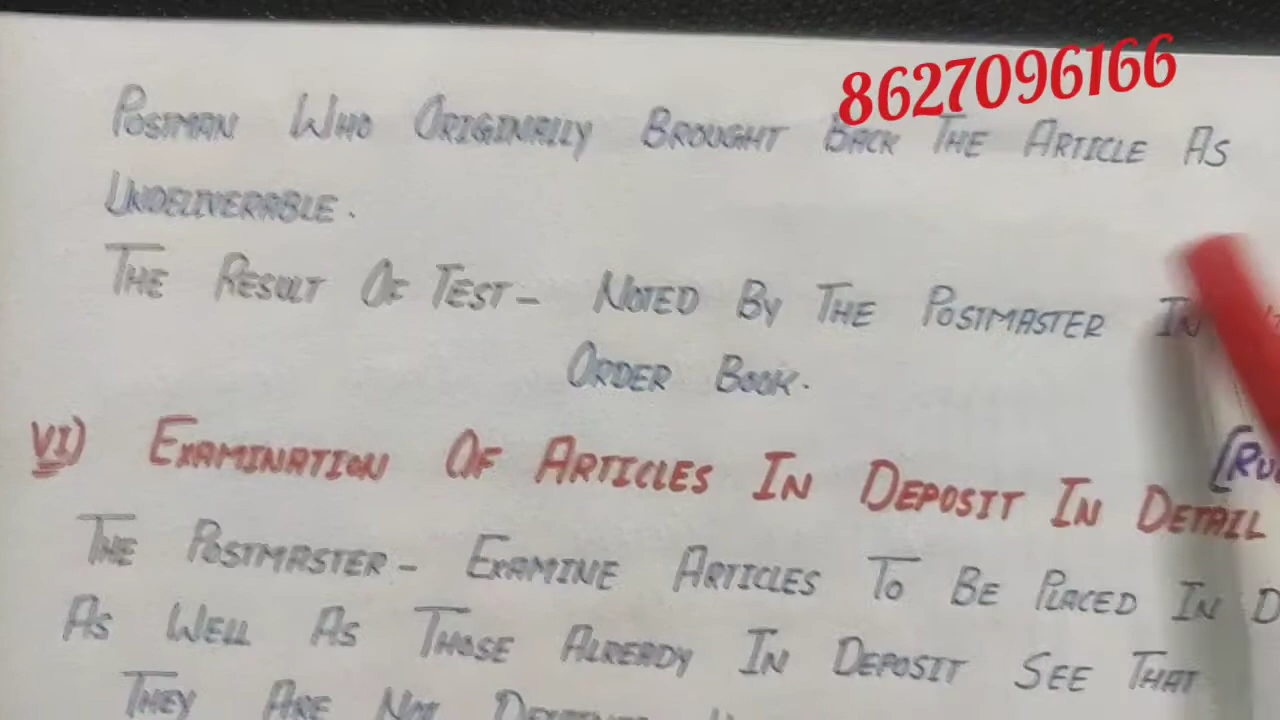 8627096166
POSTMAN WHO ORIGINALLY BROUGHT BACK THE ARTICLE AS
UNDELIVERABLE.
THE RESULT OF TEST - NOTED BY THE POSTMASTER IN
ORDER BOOK.
VI) EXAMINATION OF ARTICLES IN DEPOSIT IN DETAIL
THE POSTMASTER - EXAMINE ARTICLES TO BE PLACED IN
AS WELL AS THOSE ALREADY IN DEPOSIT SEE THAT
THEY ARE NOT